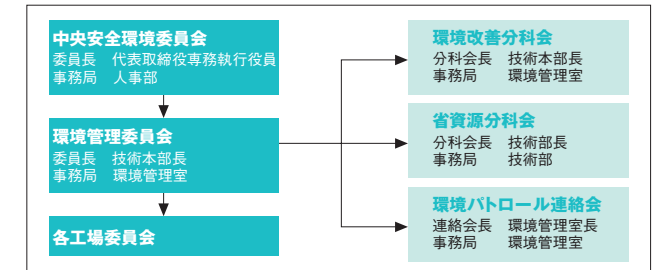 中央安全環境委員会
委員長 代表取締役専務執行役員
事務局 人事部
環境管理委員会
委員長 技術本部長
事務局 環境管理室
各工場委員会
環境改善分科会
分科会長 技術本部長
事務局 環境管理室
省資源分科会
分科会長 技術部長
事務局 技術部
環境パトロール連絡会
連絡会長 環境管理室長
事務局 環境管理室